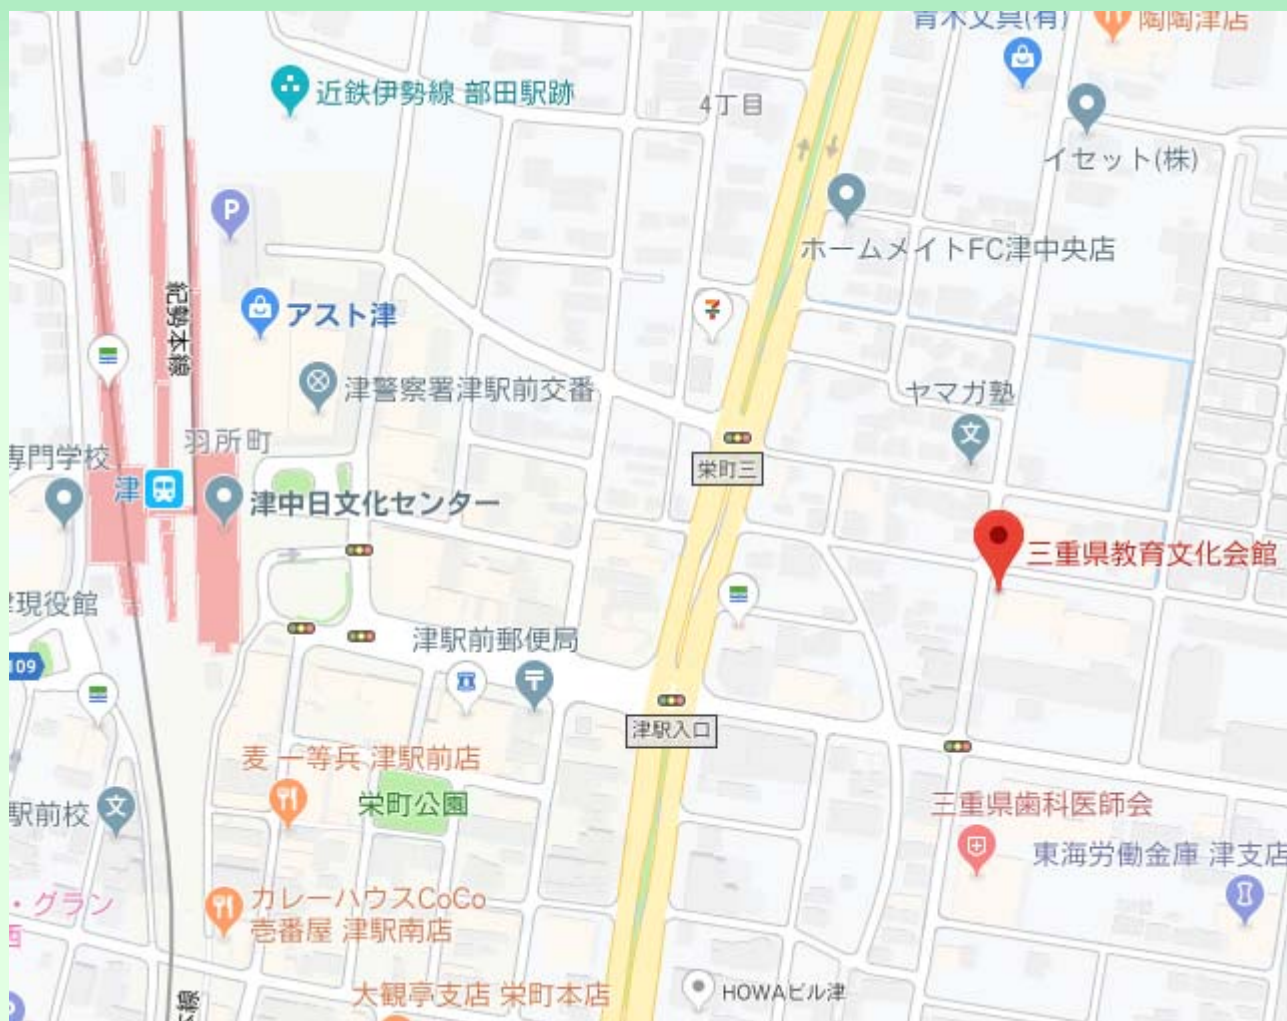 青木文具(有)
陶陶津店
近鉄伊勢線 部田駅跡
4丁目
イセット(株)
P
ホームメイトFC津中央店
紀勢本線
アスト津
7
津警察署津駅前交番
ヤマガ塾
文
羽所町
専門学校
栄町三
津
津中日文化センター
三重県教育文化会館
現役館
109
津駅前郵便局
津駅入口
麦 一等兵 津駅前店
栄町公園
駅前校
文
三重県歯科医師会
東海労働金庫 津支店
・グラン
カレーハウスCoCo
壱番屋 津駅南店
大観亭支店 栄町本店
HOWAビル津